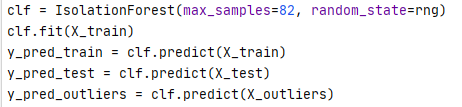 clf = IsolationForest(max_samples=82, random_state=rng)
clf.fit(X_train)
y_pred_train = clf.predict(X_train)
y_pred_test = clf.predict(X_test)
y_pred_outliers = clf.predict(X_outliers)